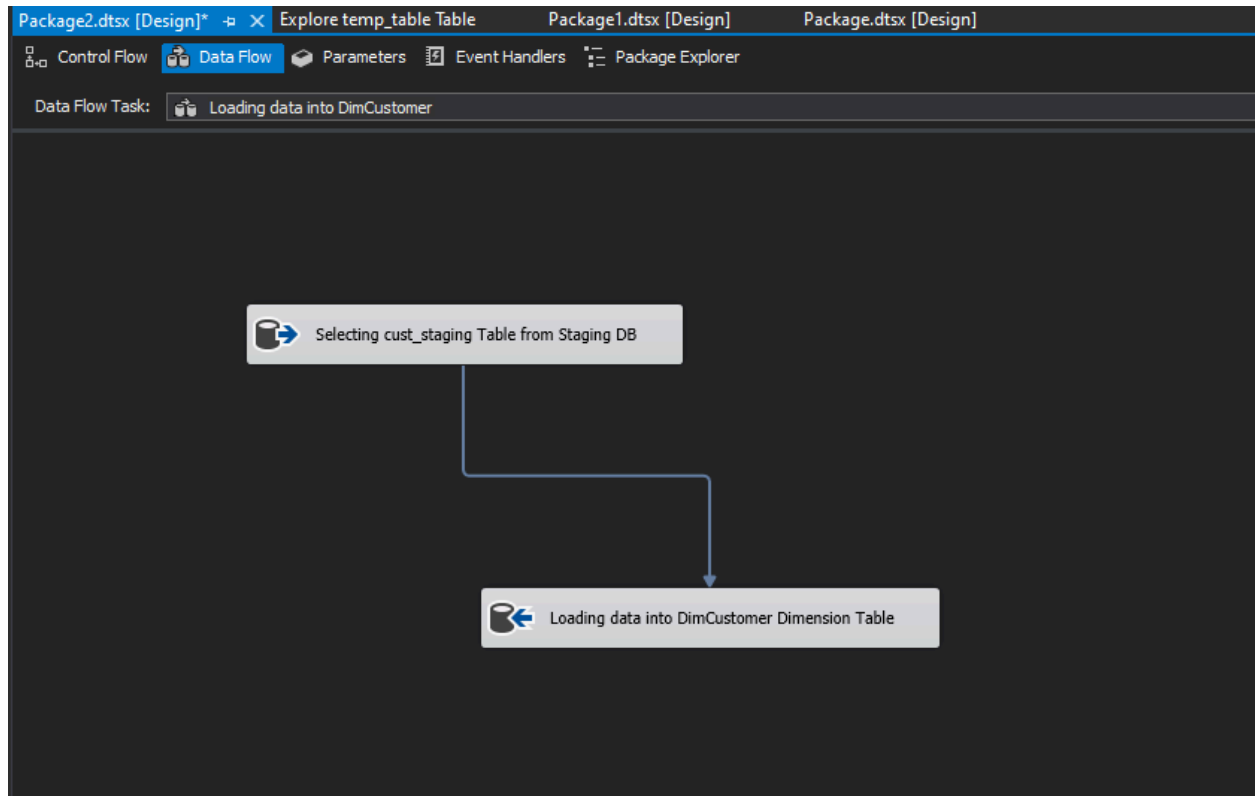 Package2.dtsx [Design]* Explore temp_table Table Package1.dtsx [Design] Package.dtsx [Design]
Control Flow Data Flow Parameters Event Handlers Package Explorer
Data Flow Task: Loading data into DimCustomer
Selecting cust_staging Table from Staging DB
Loading data into DimCustomer Dimension Table